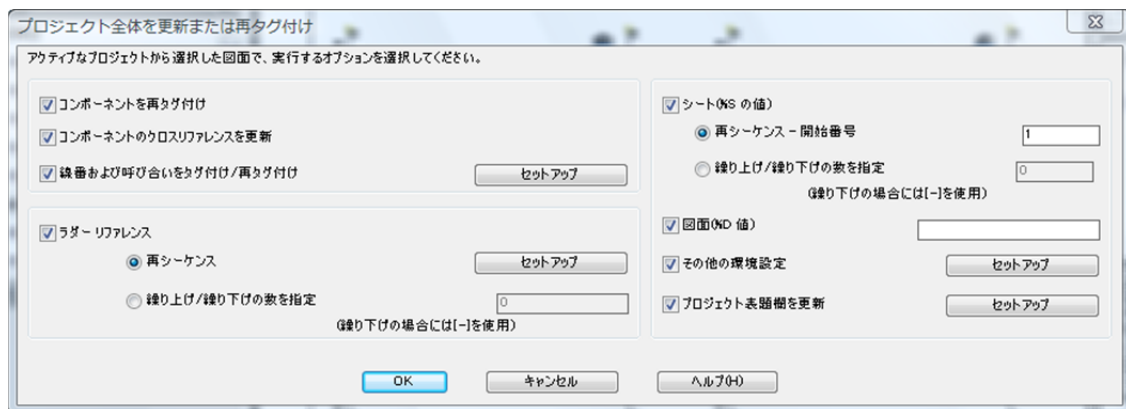 プロジェクト全体を更新または再タグ付け
アクティブなプロジェクトから選択した図面で、実行するオプションを選択してください。
コンポーネントを再タグ付け
コンポーネントのクロスリファレンスを更新
線番および呼び合いをタグ付け/再タグ付け
セットアップ
ラダー リファレンス
再シーケンス
セットアップ
繰り上げ/繰り下げの数を指定
0
(繰り下げの場合には[-]を使用)
シート(%S の値)
再シーケンス - 開始番号
1
繰り上げ/繰り下げの数を指定
0
(繰り下げの場合には[-]を使用)
図面(%D 値)
その他の環境設定
セットアップ
プロジェクト表題欄を更新
セットアップ
OK
キャンセル
ヘルプ(H)